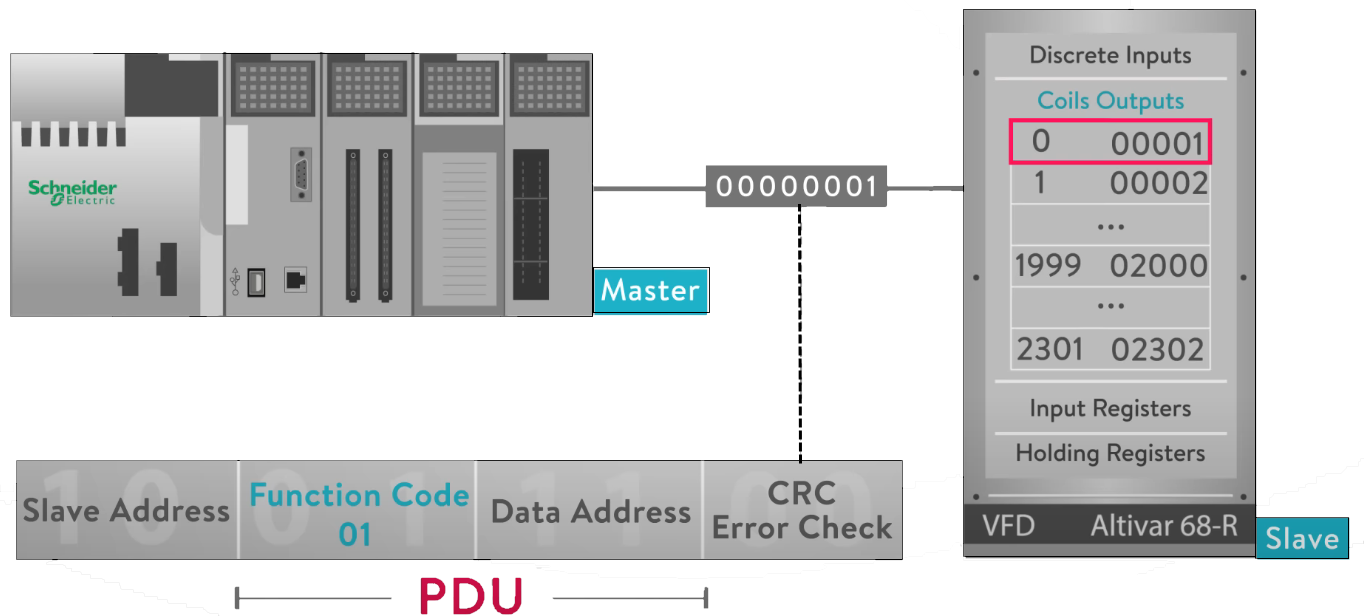 Schneider
Electric
Master
00000001
Discrete Inputs
Coils Outputs
0 00001
1 00002
...
1999 02000
...
2301 02302
Input Registers
Holding Registers
VFD Altivar 68-R
Slave
Slave Address
Function Code
01
Data Address
CRC
Error Check
PDU